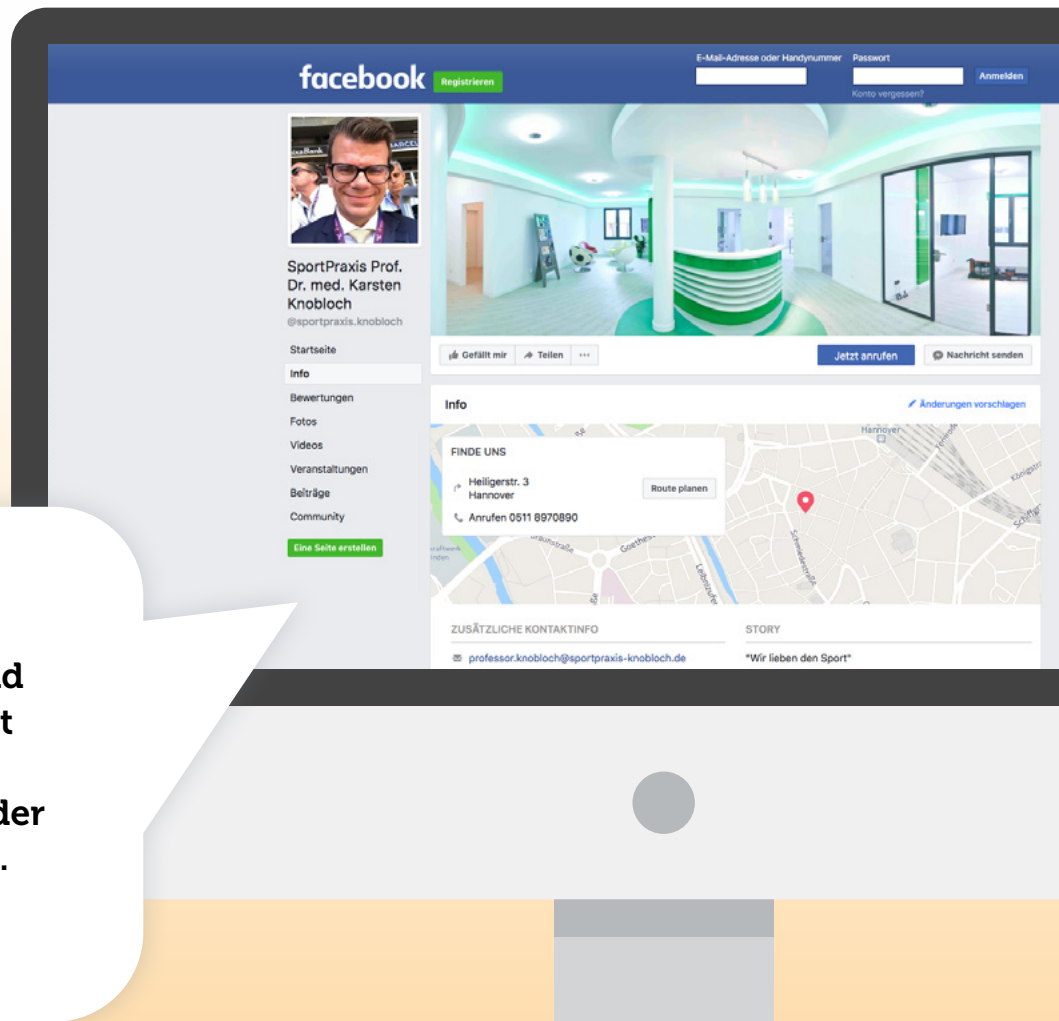 facebook
Registrieren
E-Mail-Adresse oder Handynummer
Passwort
Anmelden
Konto vergessen?
SportPraxis Prof.
Dr. med. Karsten
Knobloch
@sportpraxis.knobloch
Startseite
Info
Bewertungen
Fotos
Videos
Veranstaltungen
Beiträge
Community
Eine Seite erstellen
Gefällt mir
Teilen
Jetzt anrufen
Nachricht senden
Info
Änderungen vorschlagen
FINDE UNS
Heiligerstr. 3
Hannover
Route planen
Anrufen 0511 8970890
Hannover
Schmiedestraße
Leibnizufer
ZUSÄTZLICHE KONTAKTINFO
professor.knobloch@sportpraxis-knobloch.de
STORY
"Wir lieben den Sport"
der